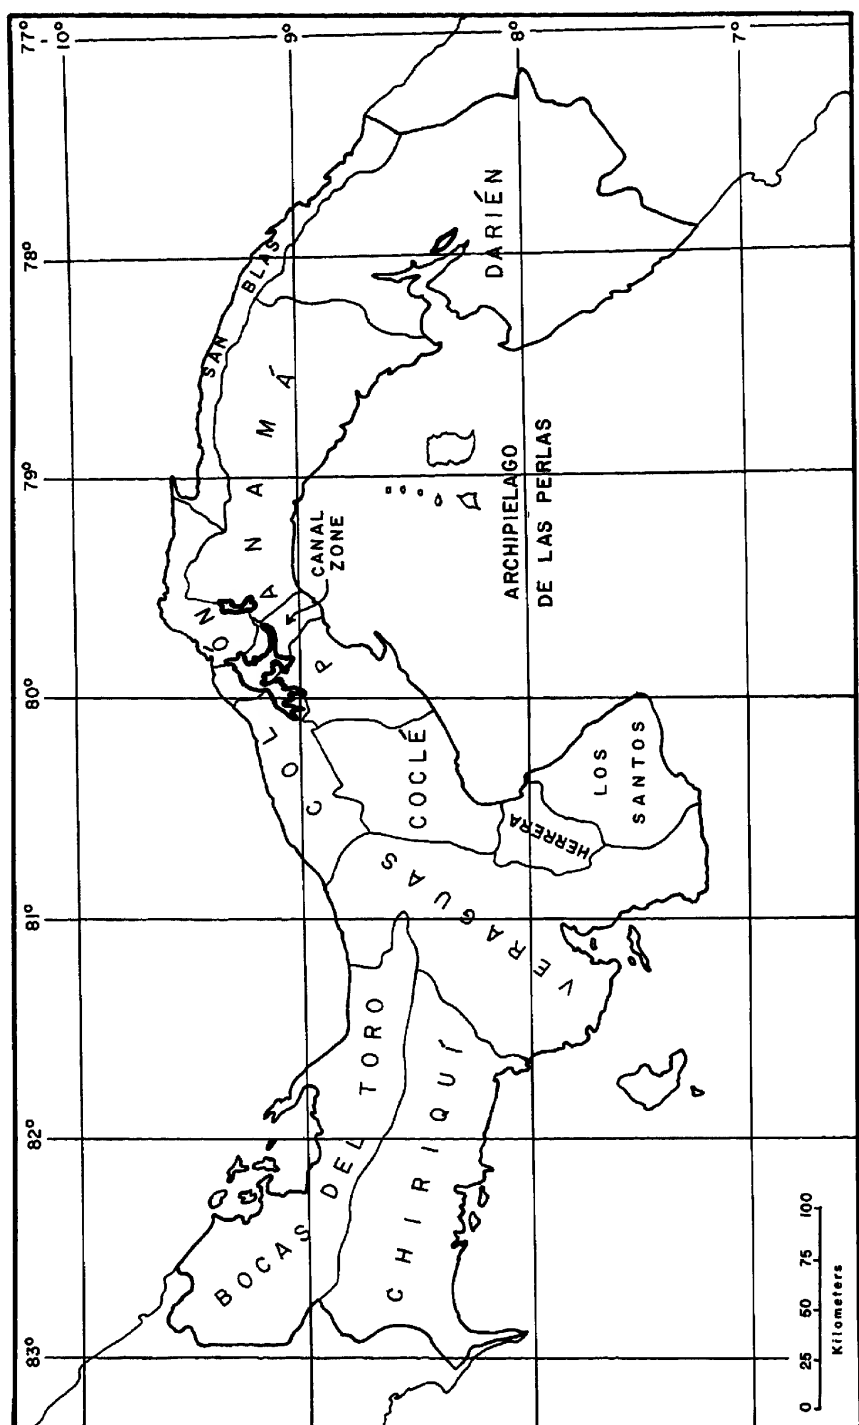 83°
82°
81°
80°
79°
78°
77°
10°
9°
8°
7°
BOCAS DEL TORO
CHIRIQUÍ
VERAGUAS
COCLÉ
COLÓN
HERRERA
LOS
SANTOS
PANAMÁ
CANAL
ZONE
SAN BLAS
DARIÉN
ARCHIPIELAGO
DE LAS PERLAS
0 25 50 75 100
Kilometers